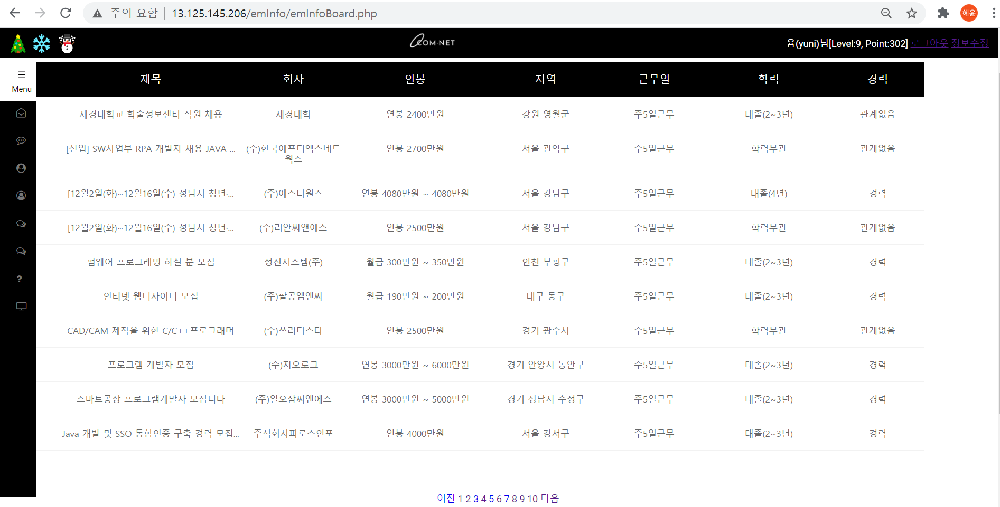 주의 요함 | 13.125.145.206/emInfo/emInfoBoard.php 혜윤
COM·NET 윰(yuni)님[Level:9, Point:302] 로그아웃 정보수정
Menu
제목 회사 연봉 지역 근무일 학력 경력
세경대학교 학술정보센터 직원 채용 세경대학 연봉 2400만원 강원 영월군 주5일근무 대졸(2~3년) 관계없음
[신입] SW사업부 RPA 개발자 채용 JAVA ... (주)한국에프디엑스네트웍스 연봉 2700만원 서울 관악구 주5일근무 학력무관 관계없음
[12월2일(화)~12월16일(수) 성남시 청년·... (주)에스티원즈 연봉 4080만원 ~ 4080만원 서울 강남구 주5일근무 대졸(4년) 경력
[12월2일(화)~12월16일(수) 성남시 청년·... (주)리안씨앤에스 연봉 2500만원 서울 강남구 주5일근무 학력무관 관계없음
펌웨어 프로그래밍 하실 분 모집 정진시스템(주) 월급 300만원 ~ 350만원 인천 부평구 주5일근무 대졸(2~3년) 경력
인터넷 웹디자이너 모집 (주)팔공엠앤씨 월급 190만원 ~ 200만원 대구 동구 주5일근무 대졸(2~3년) 경력
CAD/CAM 제작을 위한 C/C++프로그래머 (주)쓰리디스타 연봉 2500만원 경기 광주시 주5일근무 학력무관 관계없음
프로그램 개발자 모집 (주)지오로그 연봉 3000만원 ~ 6000만원 경기 안양시 동안구 주5일근무 대졸(2~3년) 경력
스마트공장 프로그램개발자 모십니다 (주)일오삼씨앤에스 연봉 3000만원 ~ 5000만원 경기 성남시 수정구 주5일근무 대졸(2~3년) 경력
Java 개발 및 SSO 통합인증 구축 경력 모집... 주식회사파로스인포 연봉 4000만원 서울 강서구 주5일근무 대졸(2~3년) 경력
이전 1 2 3 4 5 6 7 8 9 10 다음